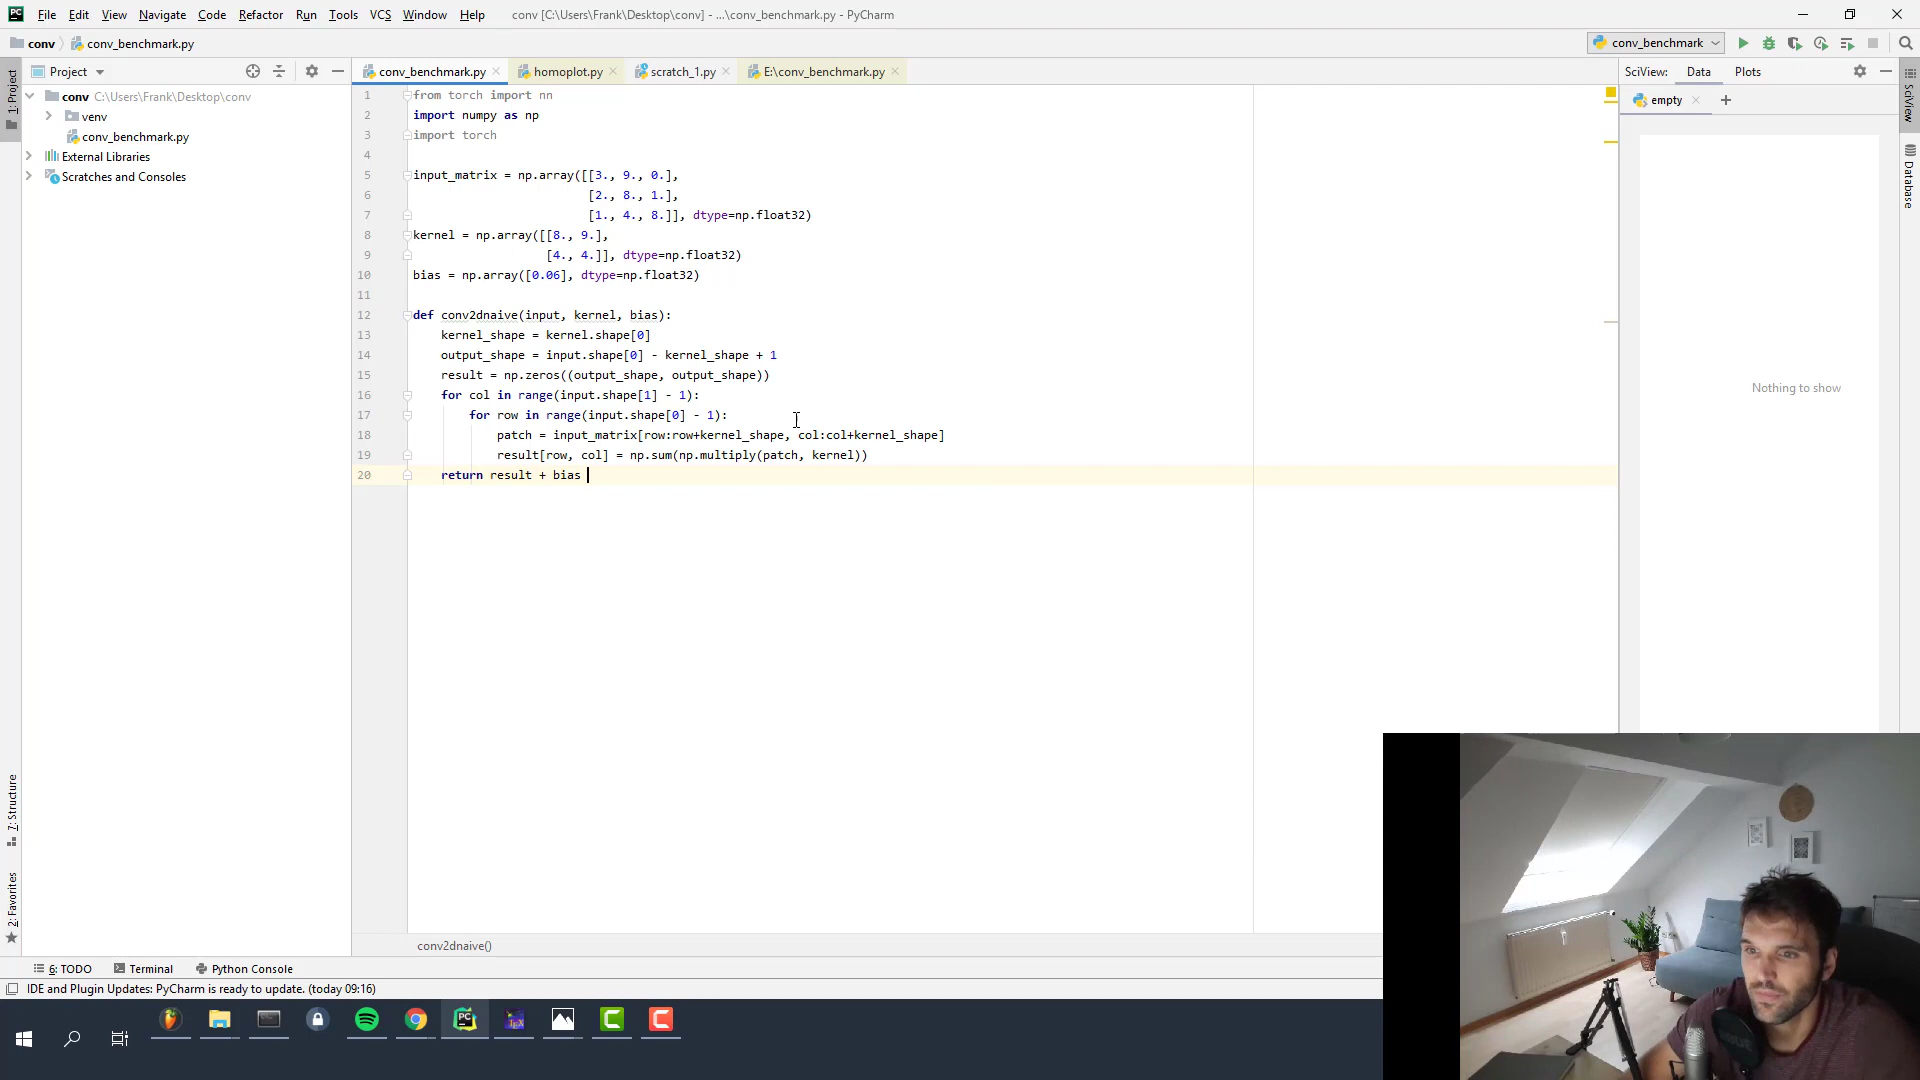 File Edit View Navigate Code Refactor Run Tools VCS Window Help conv [C:\Users\Frank\Desktop\conv] - ...\conv_benchmark.py - PyCharm
conv conv_benchmark.py conv_benchmark
1: Project
Project
conv_benchmark.py homoplot.py scratch_1.py E:\conv_benchmark.py
SciView: Data Plots
conv C:\Users\Frank\Desktop\conv
venv
conv_benchmark.py
External Libraries
Scratches and Consoles
1 from torch import nn
2 import numpy as np
3 import torch
4
5 input_matrix = np.array([[3., 9., 0.],
6 [2., 8., 1.],
7 [1., 4., 8.]], dtype=np.float32)
8 kernel = np.array([[8., 9.],
9 [4., 4.]], dtype=np.float32)
10 bias = np.array([0.06], dtype=np.float32)
11
12 def conv2dnaive(input, kernel, bias):
13 kernel_shape = kernel.shape[0]
14 output_shape = input.shape[0] - kernel_shape + 1
15 result = np.zeros((output_shape, output_shape))
16 for col in range(input.shape[1] - 1):
17 for row in range(input.shape[0] - 1):
18 patch = input_matrix[row:row+kernel_shape, col:col+kernel_shape]
19 result[row, col] = np.sum(np.multiply(patch, kernel))
20 return result + bias
empty
Nothing to show
SciView
Database
7: Structure
2: Favorites
conv2dnaive()
6: TODO Terminal Python Console
IDE and Plugin Updates: PyCharm is ready to update. (today 09:16)